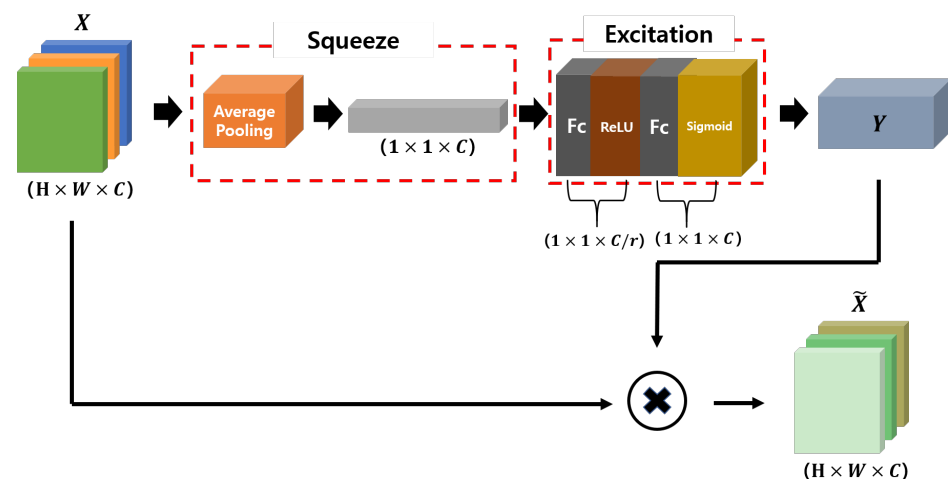 X
Squeeze
Excitation
Average
Pooling
Fc
ReLU
Fc
Sigmoid
Y
(1 × 1 × C)
(H × W × C)
(1 × 1 × C/r)
(1 × 1 × C)
X̃
(H × W × C)